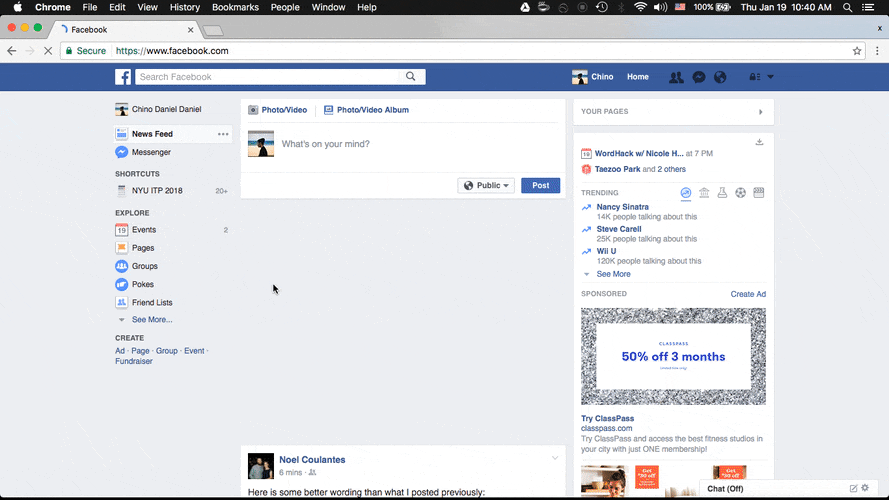 Chrome File Edit View History Bookmarks People Window Help 100% Thu Jan 19 10:40 AM
Facebook
Secure https://www.facebook.com
Search Facebook
Chino Home
Chino Daniel Daniel
News Feed
Messenger
SHORTCUTS
NYU ITP 2018 20+
EXPLORE
19 Events 2
Pages
Groups
Pokes
Friend Lists
See More...
CREATE
Ad · Page · Group · Event ·
Fundraiser
Photo/Video Photo/Video Album
What's on your mind?
Public Post
Noel Coulantes
6 mins ·
Here is some better wording than what I posted previously:
YOUR PAGES
19 WordHack w/ Nicole H... at 7 PM
Taezoo Park and 2 others
TRENDING
Nancy Sinatra
14K people talking about this
Steve Carell
25K people talking about this
Wii U
120K people talking about this
See More
SPONSORED Create Ad
CLASSPASS
50% off 3 months
Limited time only!
Try ClassPass
classpass.com
Try ClassPass and access the best fitness studios in
your city with just ONE membership!
Chat (Off)